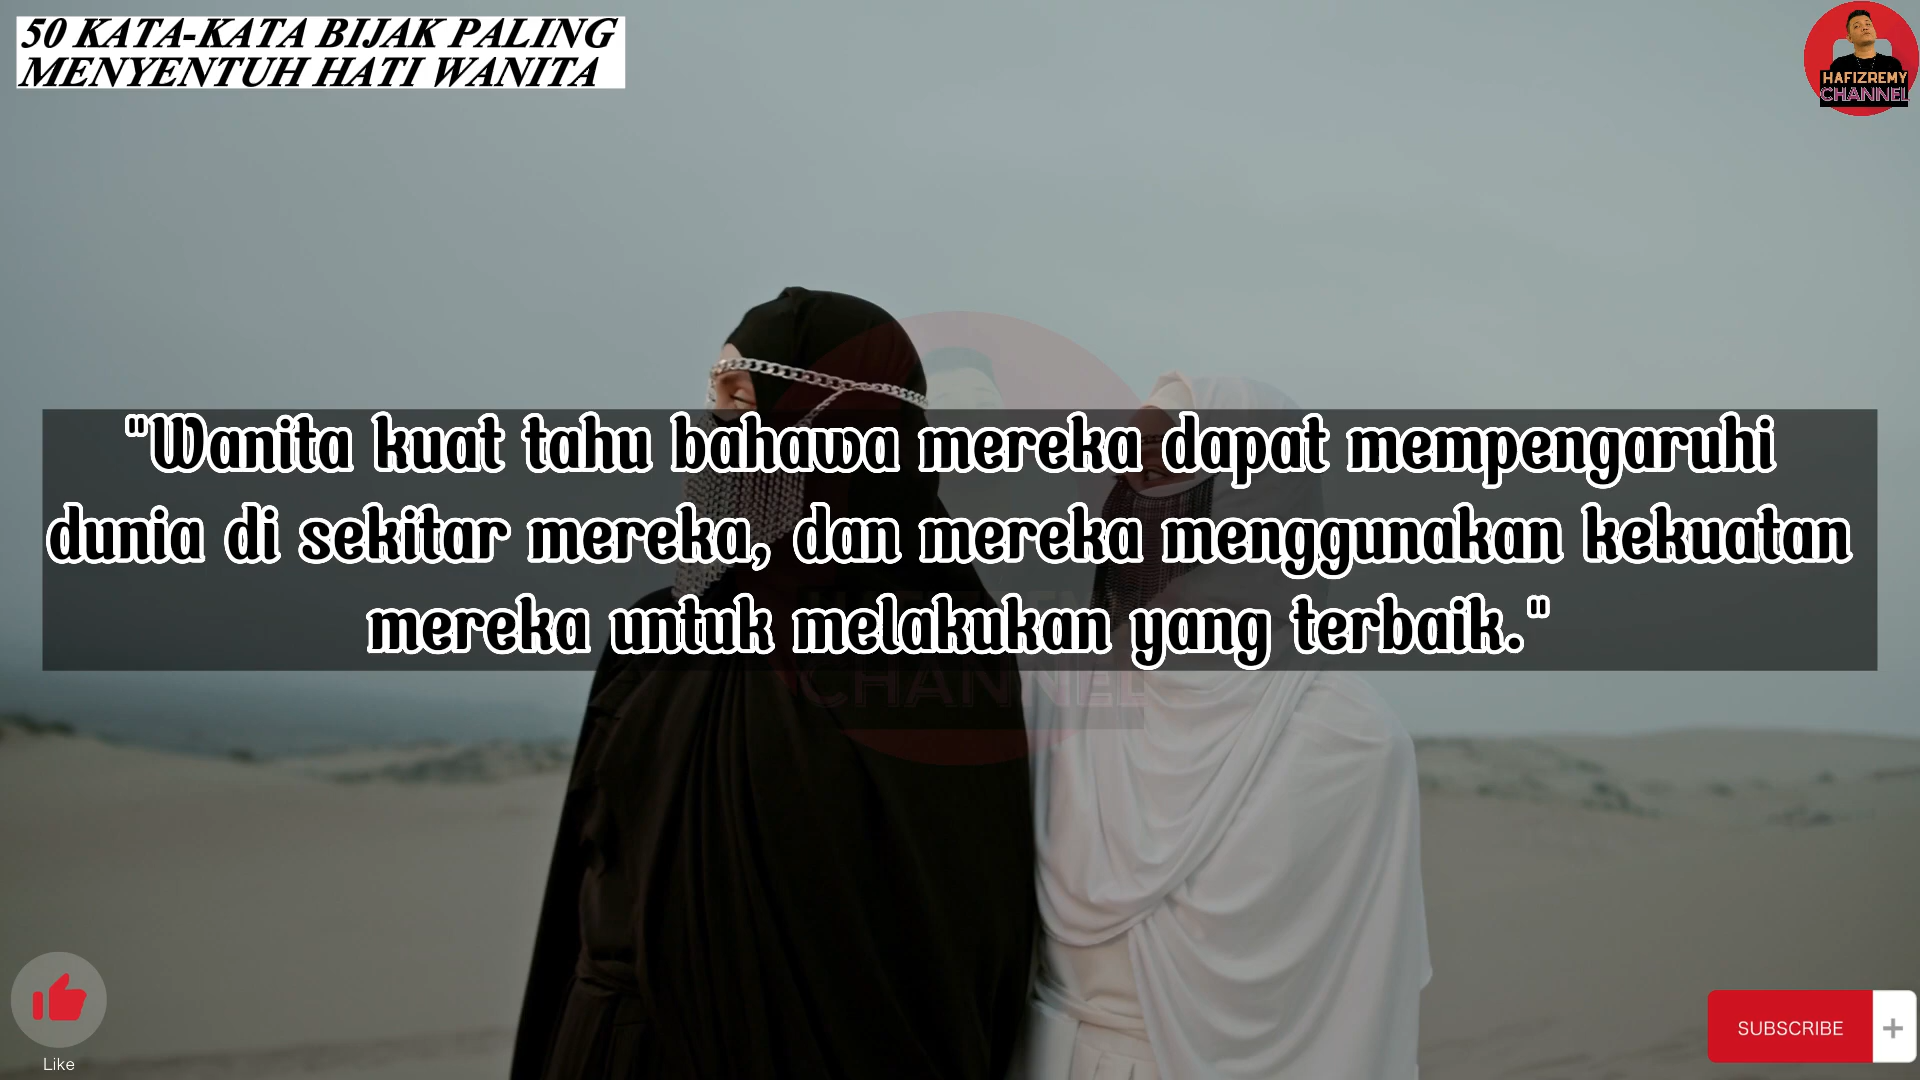 50 KATA-KATA BIJAK PALING
MENYENTUH HATI WANITA
HAFIZREMY
CHANNEL
"Wanita kuat tahu bahawa mereka dapat mempengaruhi
dunia di sekitar mereka, dan mereka menggunakan kekuatan
mereka untuk melakukan yang terbaik."
CHANNEL
Like
SUBSCRIBE +